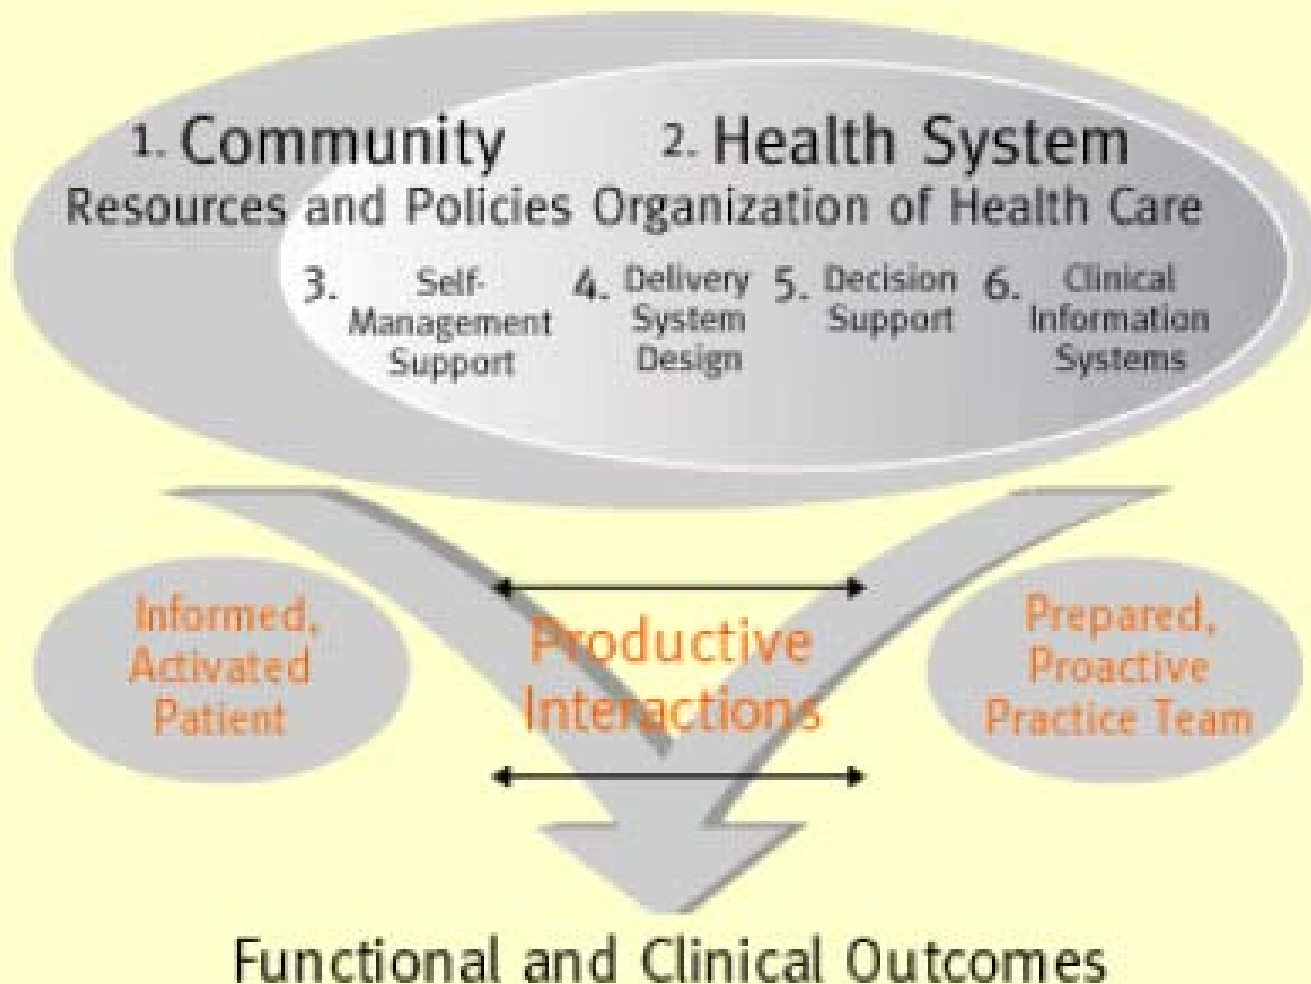 1. Community
2. Health System
Resources and Policies
Organization of Health Care
3. Self-
Management
Support
4. Delivery
System
Design
5. Decision
Support
6. Clinical
Information
Systems
Informed,
Activated
Patient
Productive
Interactions
Prepared,
Proactive
Practice Team
Functional and Clinical Outcomes